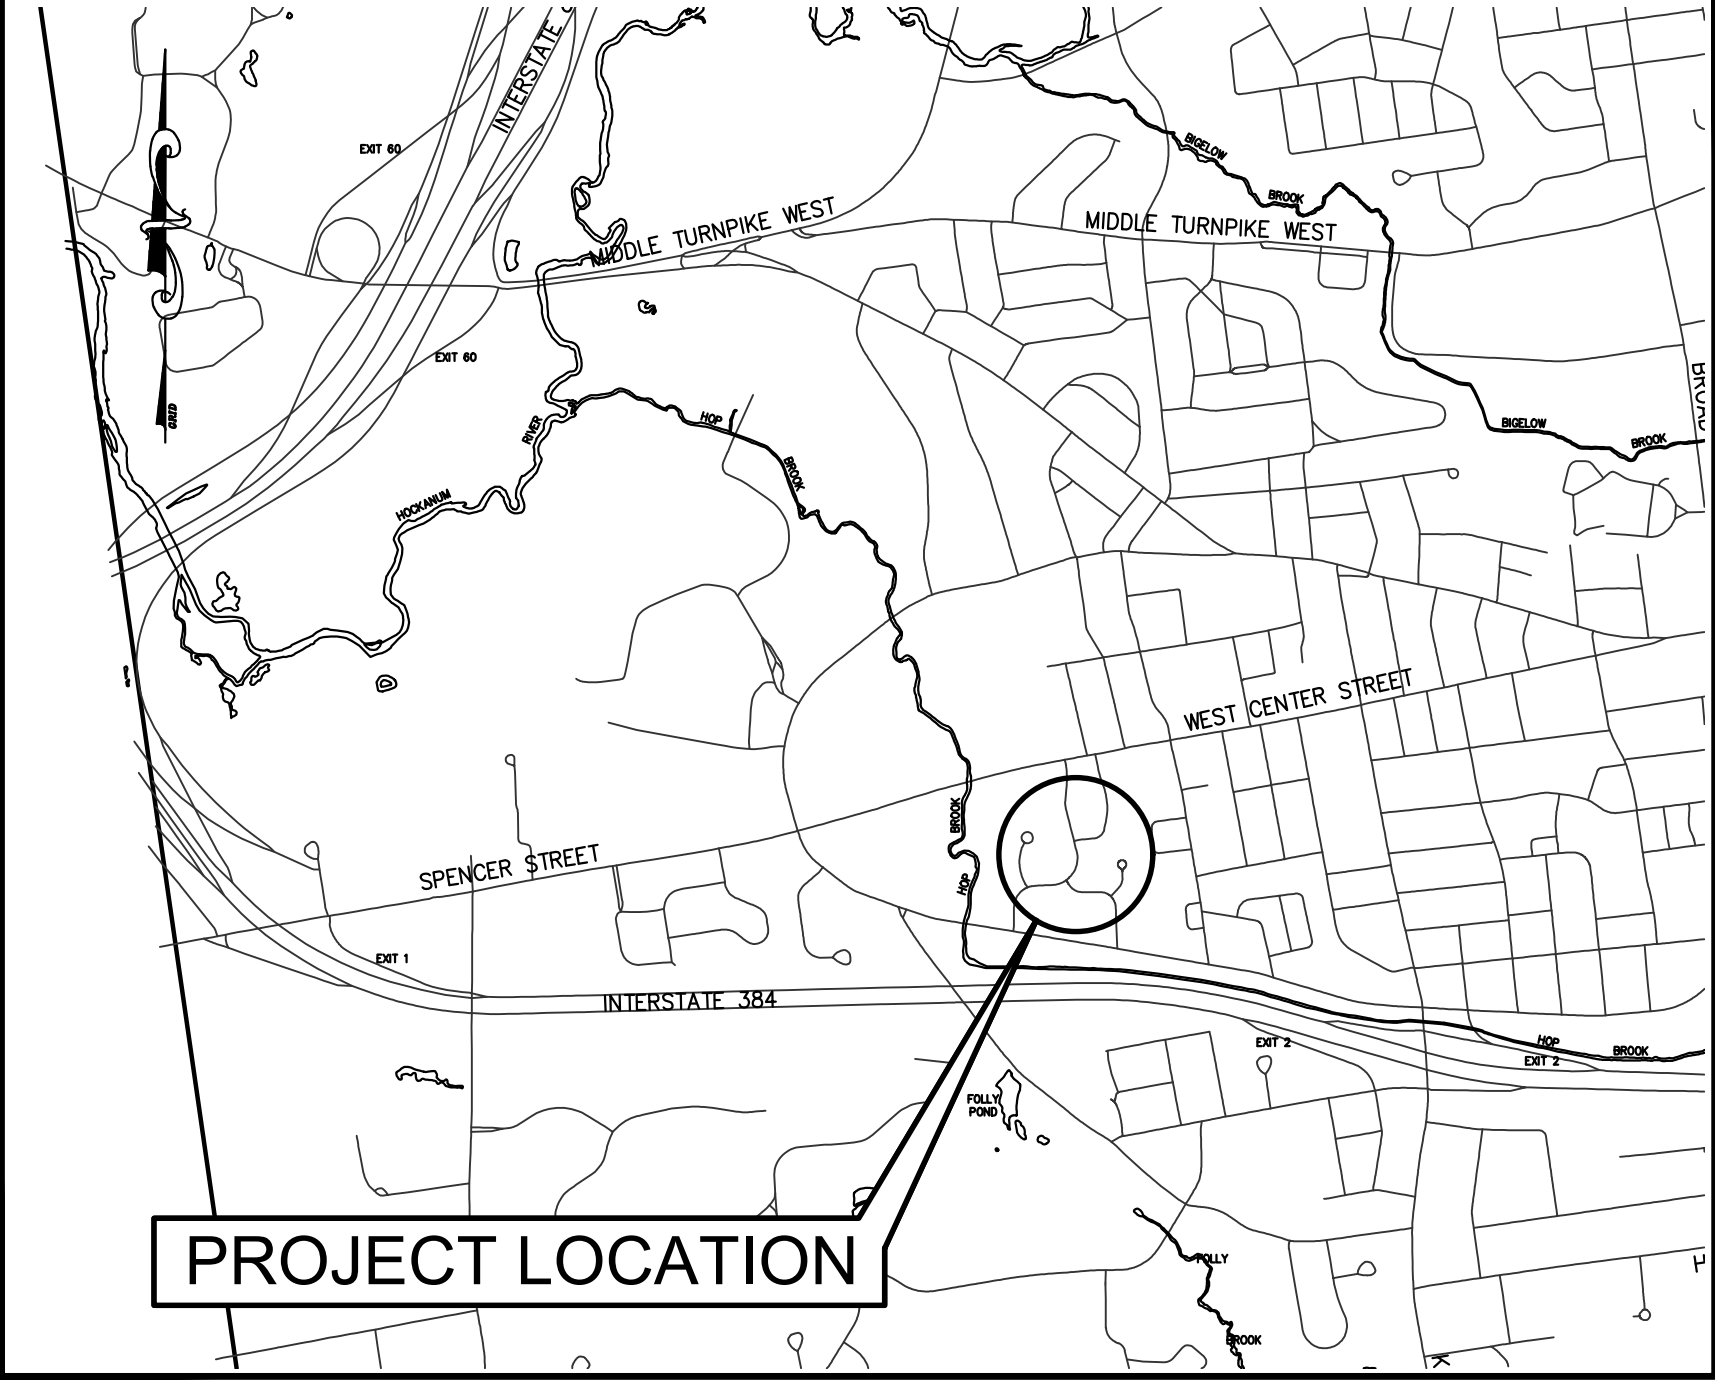 INTERSTATE
EXIT 60
BIGELOW
BROOK
MIDDLE TURNPIKE WEST
MIDDLE TURNPIKE WEST
EXIT 60
GRID
BROAD
RIVER
HOP
BROOK
BIGELOW
BROOK
HOCKANUM
WEST CENTER STREET
BROOK
SPENCER STREET
HOP
EXIT 1
INTERSTATE 384
EXIT 2
HOP
BROOK
EXIT 2
FOLLY
POND
PROJECT LOCATION
FOLLY
BROOK